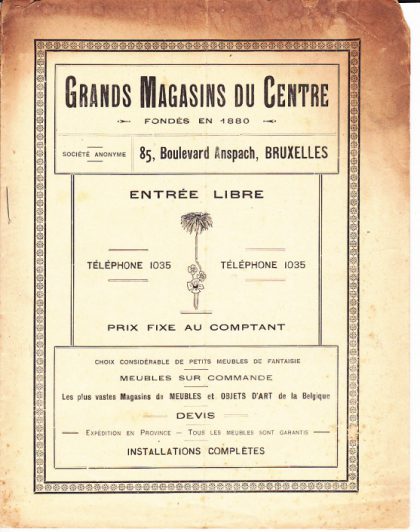 GRANDS MAGASINS DU CENTRE
FONDÉS EN 1880
SOCIÉTÉ ANONYME
85, Boulevard Anspach, BRUXELLES
ENTRÉE LIBRE
TÉLÉPHONE 1035
TÉLÉPHONE 1035
PRIX FIXE AU COMPTANT
CHOIX CONSIDÉRABLE DE PETITS MEUBLES DE FANTAISIE
MEUBLES SUR COMMANDE
Les plus vastes Magasins de MEUBLES et OBJETS D'ART de la Belgique
DEVIS
EXPÉDITION EN PROVINCE – TOUS LES MEUBLES SONT GARANTIS
INSTALLATIONS COMPLÈTES